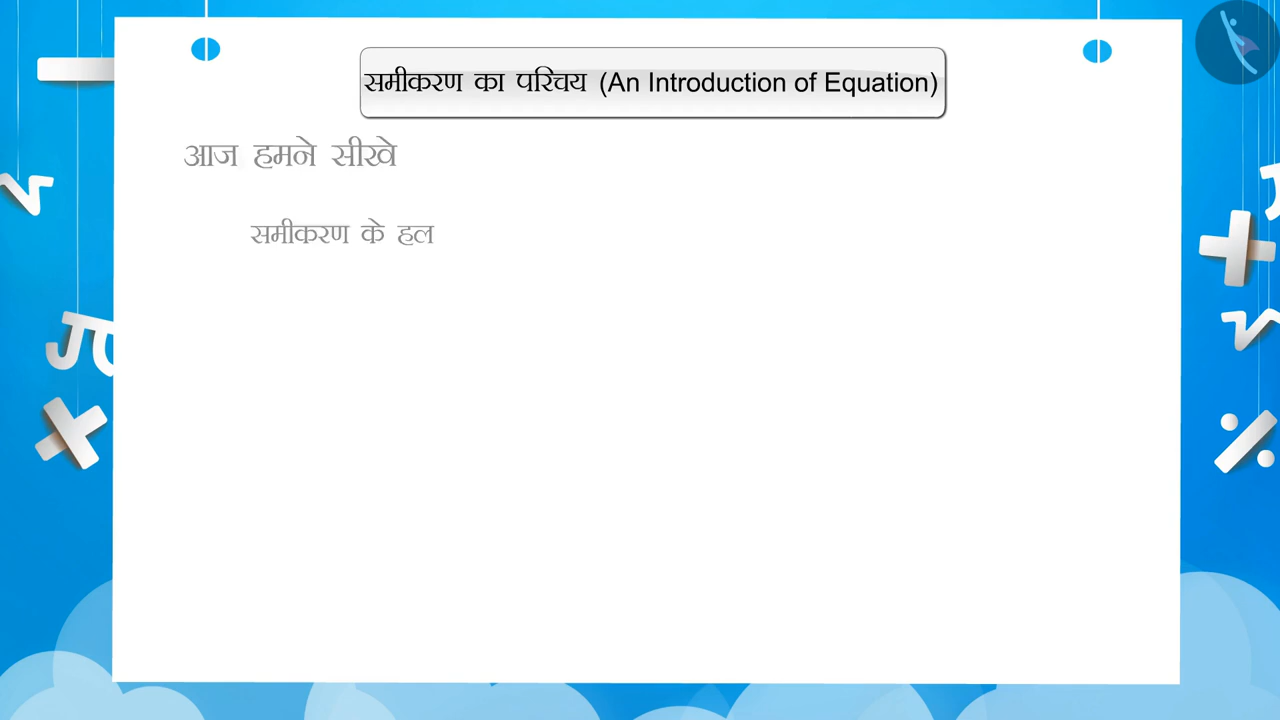 समीकरण का परिचय (An Introduction of Equation)
आज हमने सीखे
समीकरण के हल